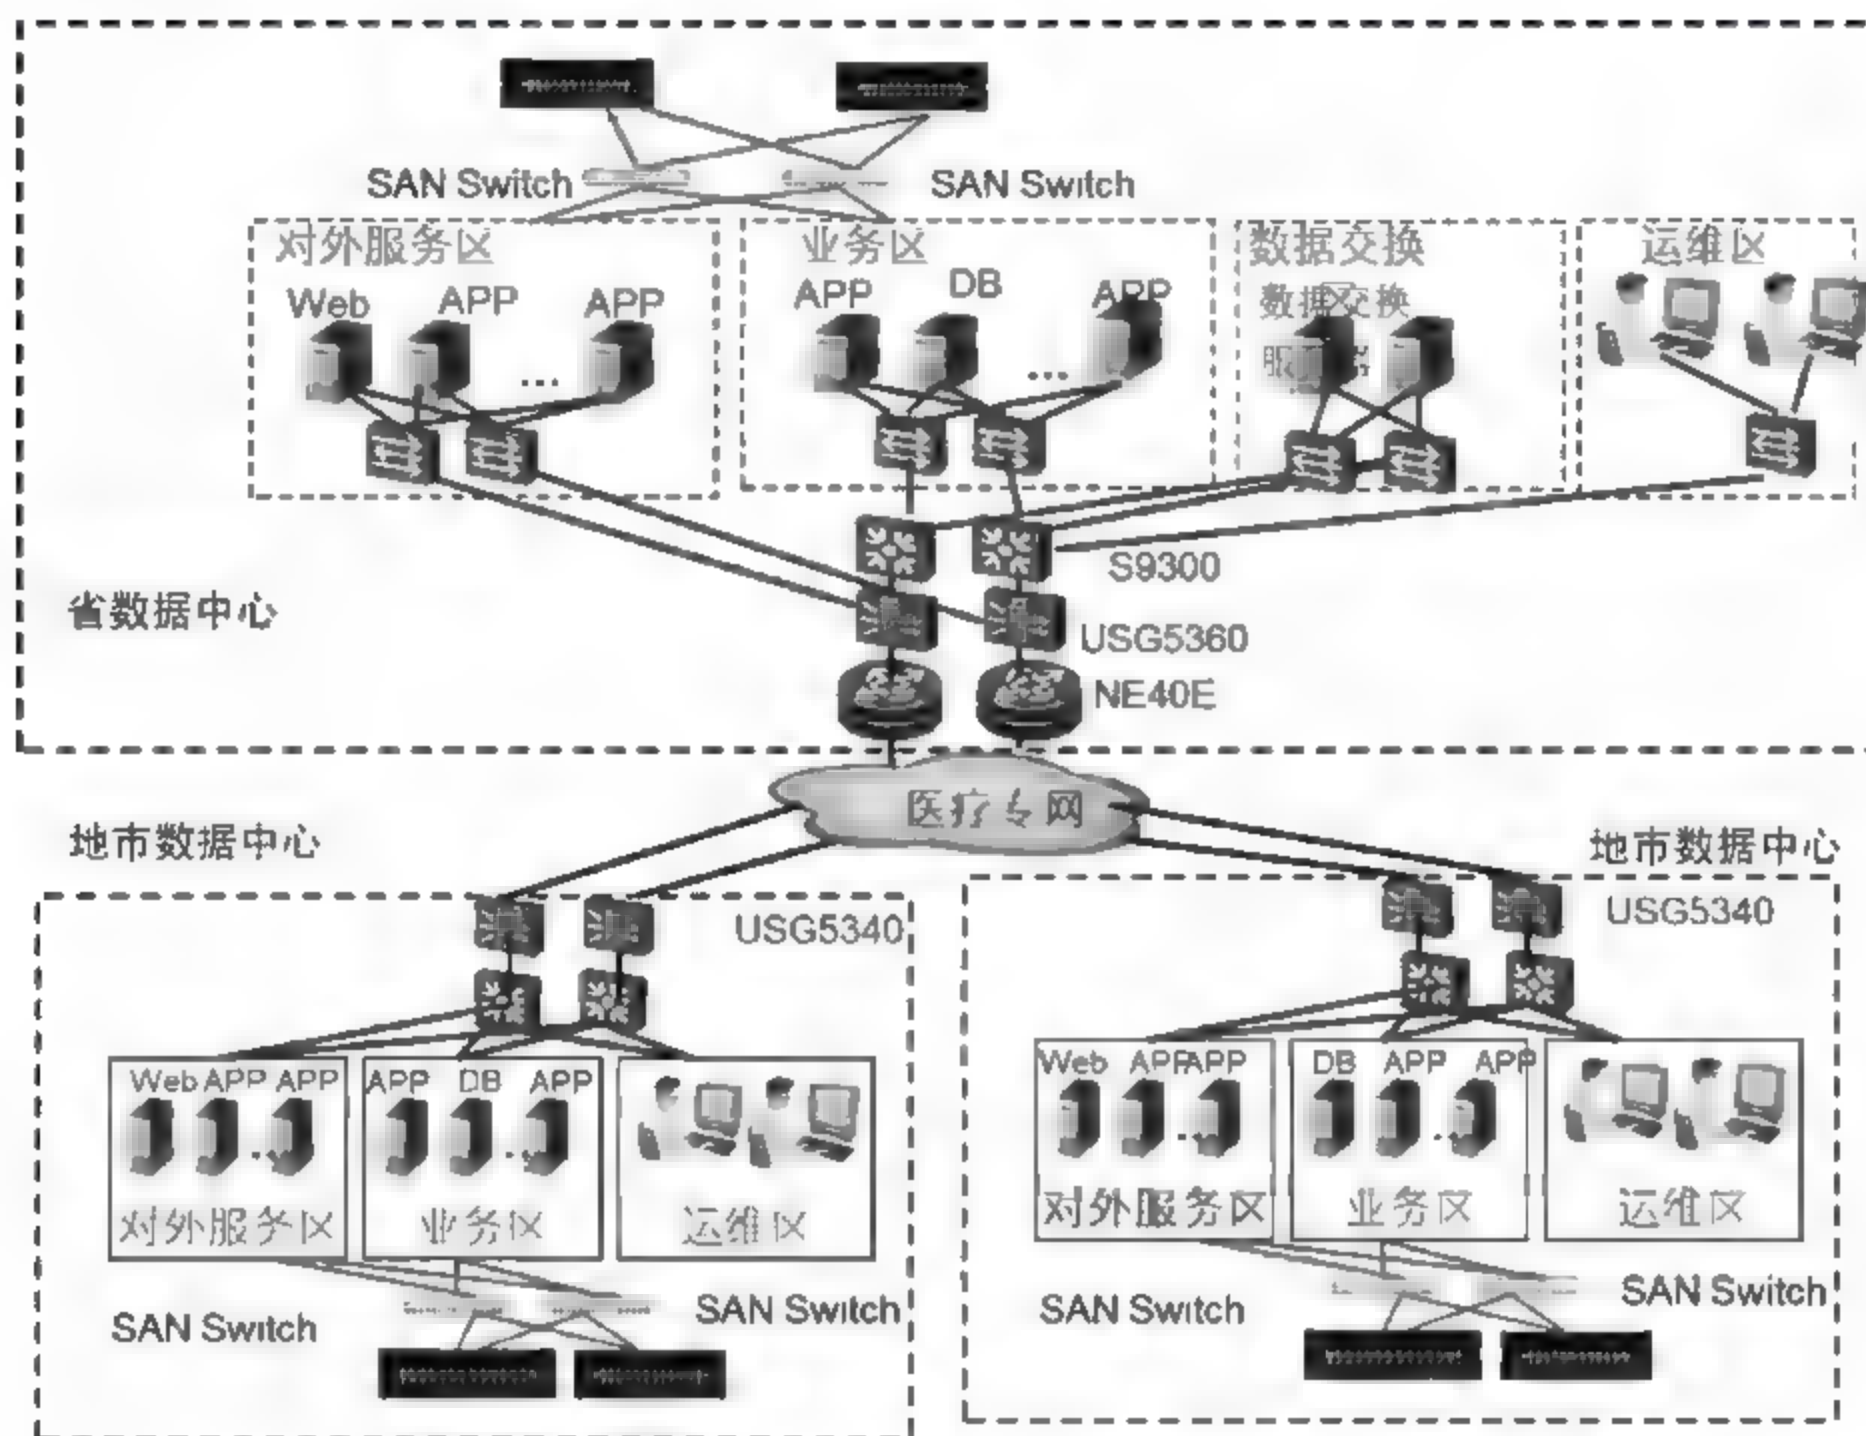 SAN Switch
SAN Switch
对外服务区
业务区
数据交换
区
运维区
Web
APP
APP
APP
DB
APP
数据交换
服务器
...
...
S9300
USG5360
NE40E
省数据中心
医疗专网
地市数据中心
地市数据中心
USG5340
USG5340
Web APP APP
APP DB APP
对外服务区
业务区
运维区
SAN Switch
SAN Switch
Web APP APP
DB APP APP
对外服务区
业务区
运维区
SAN Switch
SAN Switch